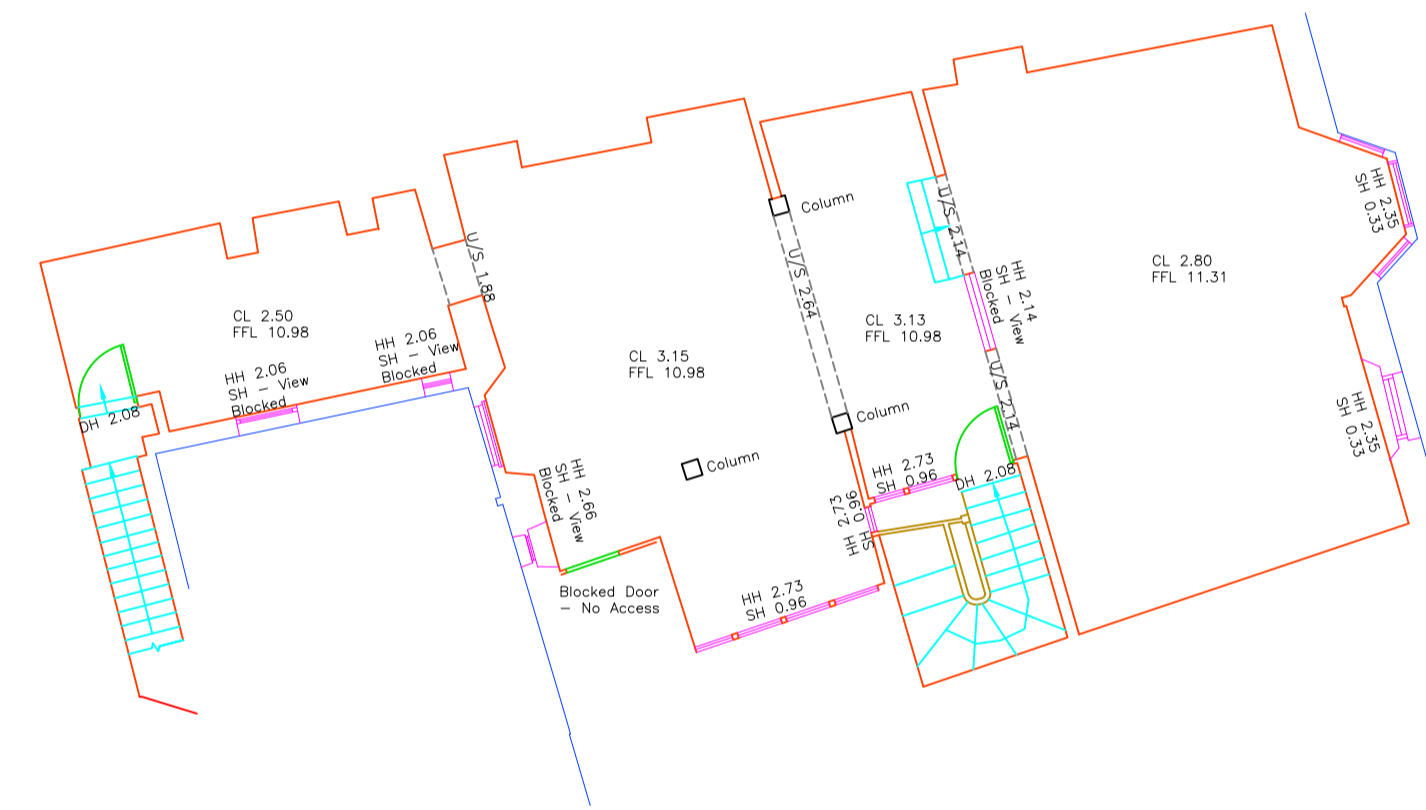 CL 2.50
FFL 10.98
HH 2.06
SH – View
Blocked
HH 2.06
SH – View
Blocked
DH 2.08
U/S 1.88
CL 3.15
FFL 10.98
Column
U/S 2.64
Column
Column
HH 2.66
SH – View
Blocked
Blocked Door
– No Access
HH 2.73
SH 0.96
CL 3.13
FFL 10.98
U/S 2.14
HH 2.14
SH – View
Blocked
U/S 2.14
HH 2.73
SH 0.96
HH 2.73
SH 0.96
DH 2.08
CL 2.80
FFL 11.31
HH 2.35
SH 0.33
HH 2.35
SH 0.33